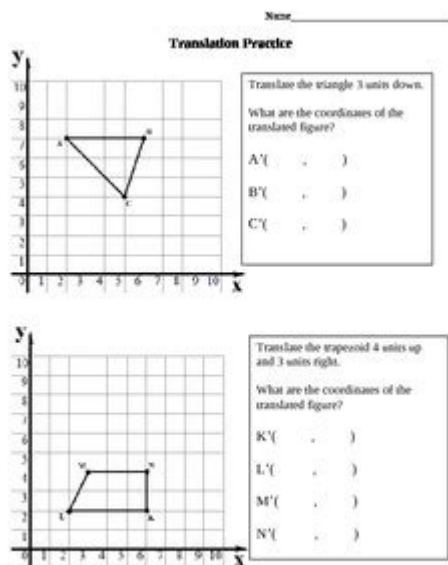 Name
Translation Practice
y
10
9
8
7
6
5
4
3
2
1
0 1 2 3 4 5 6 7 8 9 10
x
A
B
C
Translate the triangle 3 units down.
What are the coordinates of the
translated figure?
A'( , )
B'( , )
C'( , )
y
10
9
8
7
6
5
4
3
2
1
0 1 2 3 4 5 6 7 8 9 10
x
M
N
L
K
Translate the trapezoid 4 units up
and 3 units right.
What are the coordinates of the
translated figure?
K'( , )
L'( , )
M'( , )
N'( , )